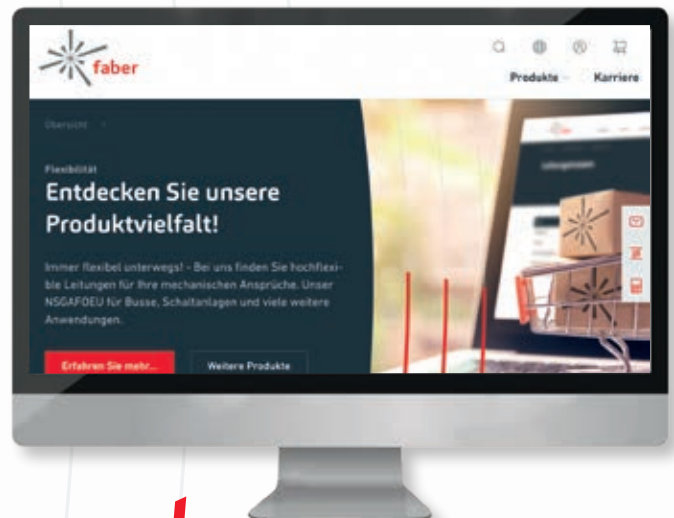 faber
Produkte
Karriere
Übersicht
Flexibilität
Entdecken Sie unsere
Produktvielfalt!
Immer flexibel unterwegs! - Bei uns finden Sie hochflexi-
ble Leitungen für Ihre mechanischen Ansprüche. Unser
NSGAFOEU für Busse, Schaltanlagen und viele weitere
Anwendungen.
Erfahren Sie mehr...
Weitere Produkte